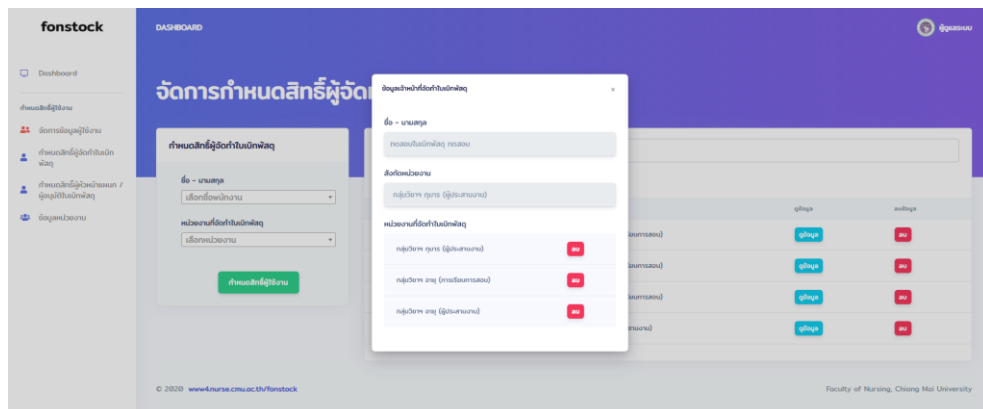 fonstock
DASHBOARD
ผู้ดูแลระบบ
Dashboard
กำหนดสิทธิ์ผู้ใช้งาน
จัดการข้อมูลผู้ใช้งาน
กำหนดสิทธิ์ผู้จัดทำใบเบิก
พัสดุ
กำหนดสิทธิ์ผู้หัวหน้าแผนก /
ผู้อนุมัติใบเบิกพัสดุ
ข้อมูลหน่วยงาน
จัดการกำหนดสิทธิ์ผู้จัด
กำหนดสิทธิ์ผู้จัดทำใบเบิกพัสดุ
ชื่อ - นามสกุล
เลือกชื่อพนักงาน
หน่วยงานที่จัดทำใบเบิกพัสดุ
เลือกหน่วยงาน
กำหนดสิทธิ์ผู้ใช้งาน
ข้อมูลเจ้าหน้าที่จัดทำใบเบิกพัสดุ
×
ชื่อ - นามสกุล
ทดสอบใบเบิกพัสดุ ทดสอบ
สังกัดหน่วยงาน
กลุ่มวิชาฯ กุมาร (ผู้ประสานงาน)
หน่วยงานที่จัดทำใบเบิกพัสดุ
กลุ่มวิชาฯ กุมาร (ผู้ประสานงาน) ลบ
กลุ่มวิชาฯ อายุ (การเรียนการสอน) ลบ
กลุ่มวิชาฯ อายุ (ผู้ประสานงาน) ลบ
ดูข้อมูล ลบข้อมูล
ดูข้อมูล ลบ
ดูข้อมูล ลบ
ดูข้อมูล ลบ
ดูข้อมูล ลบ
© 2020 www4.nurse.cmu.ac.th/fonstock
Faculty of Nursing, Chiang Mai University